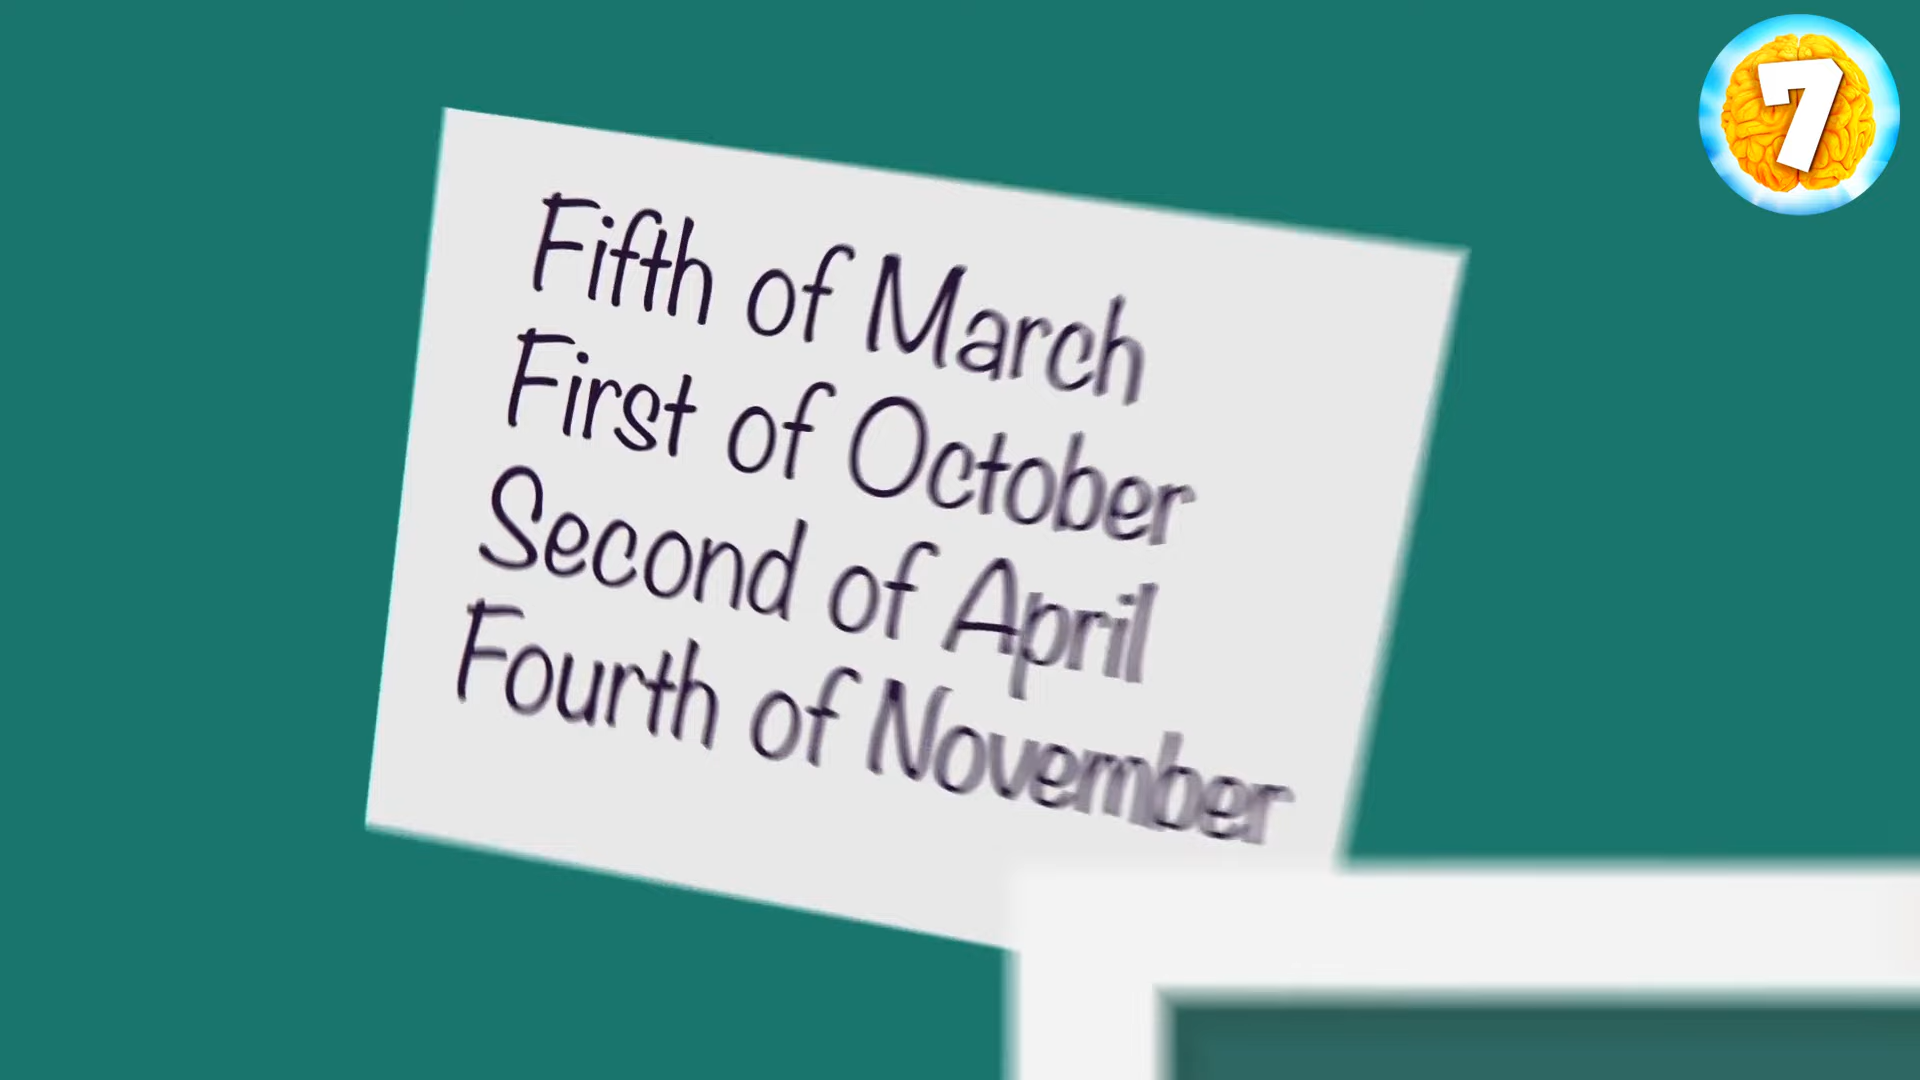 7
Fifth of March
First of October
Second of April
Fourth of November